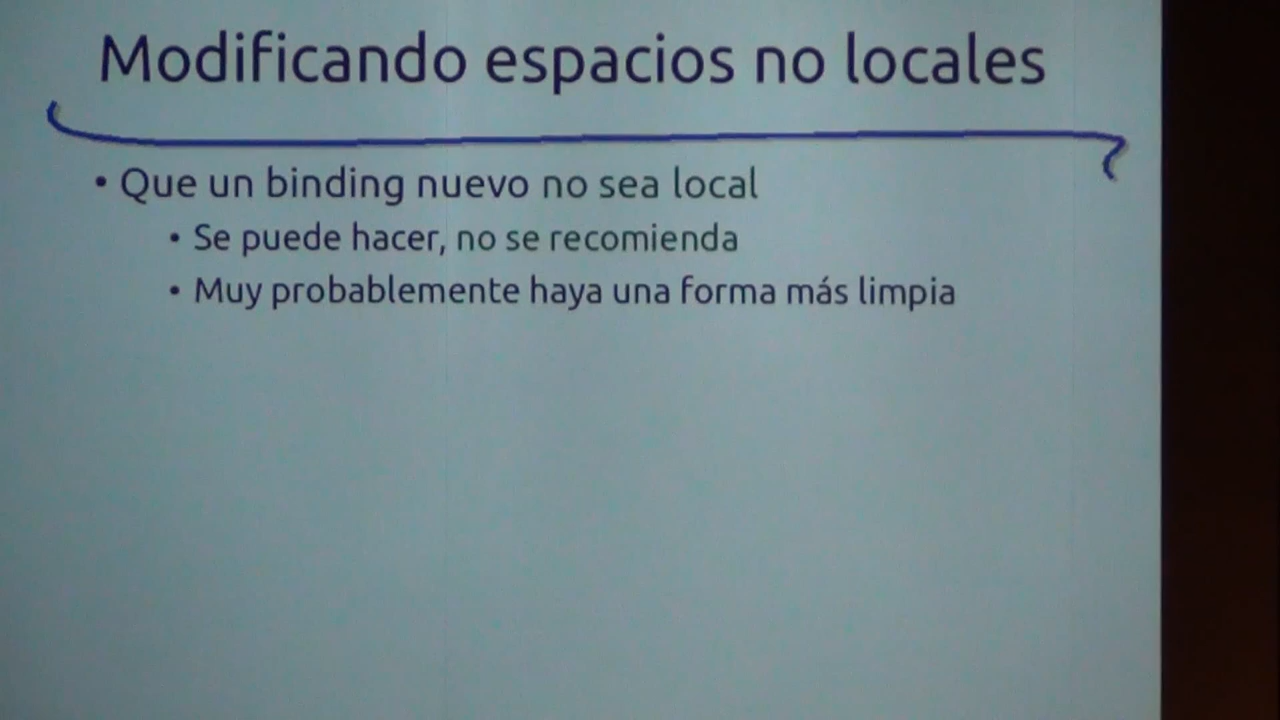 Modificando espacios no locales
• Que un binding nuevo no sea local
• Se puede hacer, no se recomienda
• Muy probablemente haya una forma más limpia